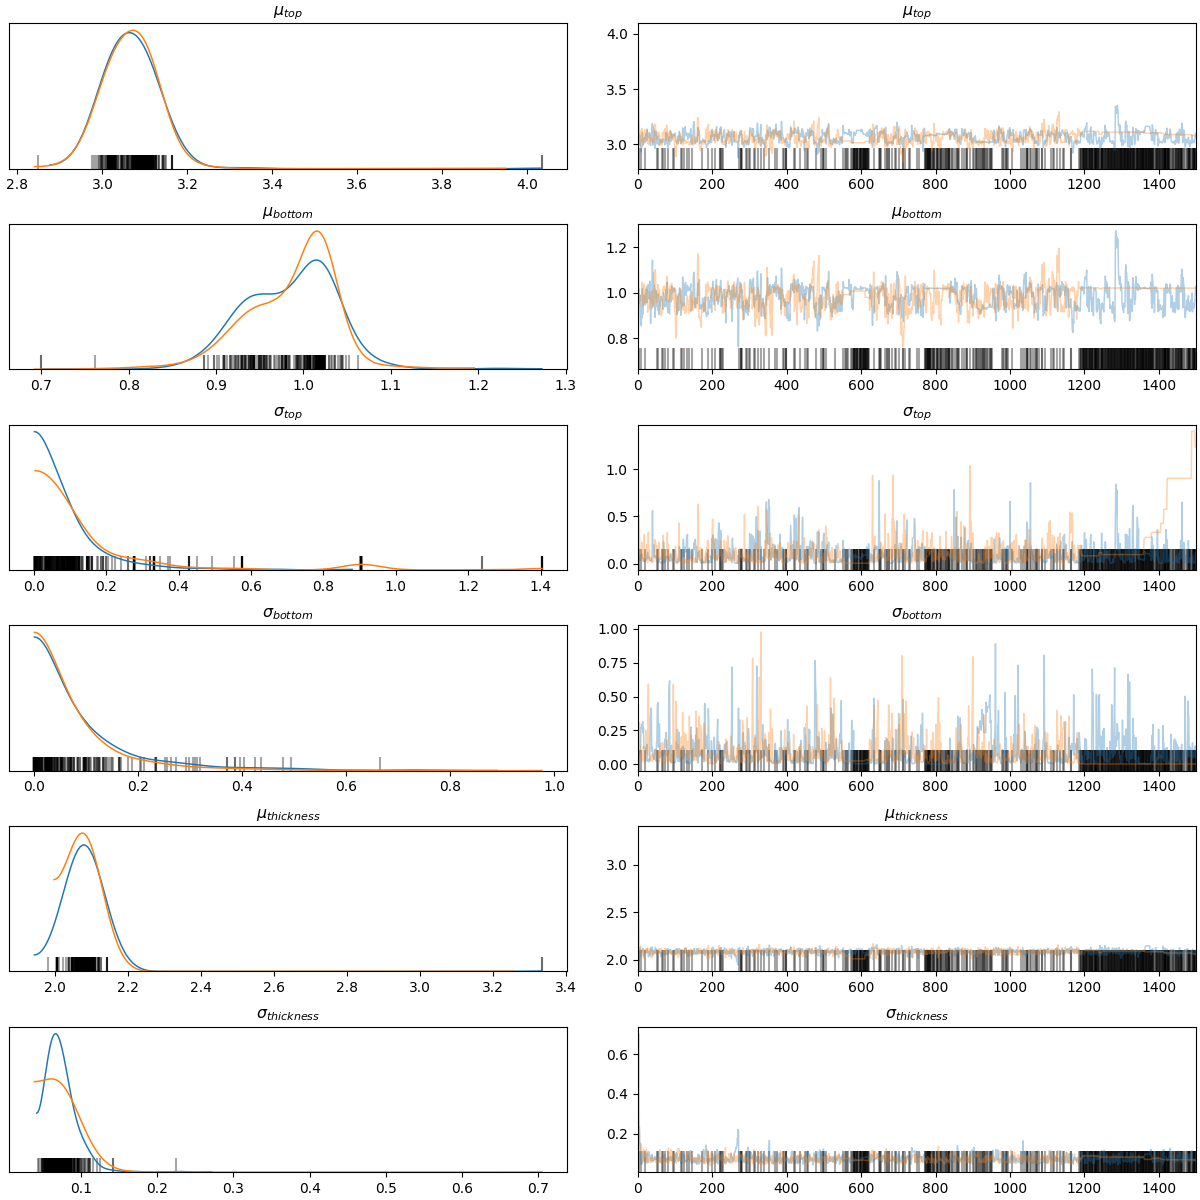 μ_top μ_top
4.0
3.5
3.0
2.8 3.0 3.2 3.4 3.6 3.8 4.0 0 200 400 600 800 1000 1200 1400
μ_bottom μ_bottom
1.2
1.0
0.8
0.7 0.8 0.9 1.0 1.1 1.2 1.3 0 200 400 600 800 1000 1200 1400
σ_top σ_top
1.0
0.5
0.0
0.0 0.2 0.4 0.6 0.8 1.0 1.2 1.4 0 200 400 600 800 1000 1200 1400
σ_bottom σ_bottom
1.00
0.75
0.50
0.25
0.00
0.0 0.2 0.4 0.6 0.8 1.0 0 200 400 600 800 1000 1200 1400
μ_thickness μ_thickness
3.0
2.5
2.0
2.0 2.2 2.4 2.6 2.8 3.0 3.2 3.4 0 200 400 600 800 1000 1200 1400
σ_thickness σ_thickness
0.6
0.4
0.2
0.1 0.2 0.3 0.4 0.5 0.6 0.7 0 200 400 600 800 1000 1200 1400